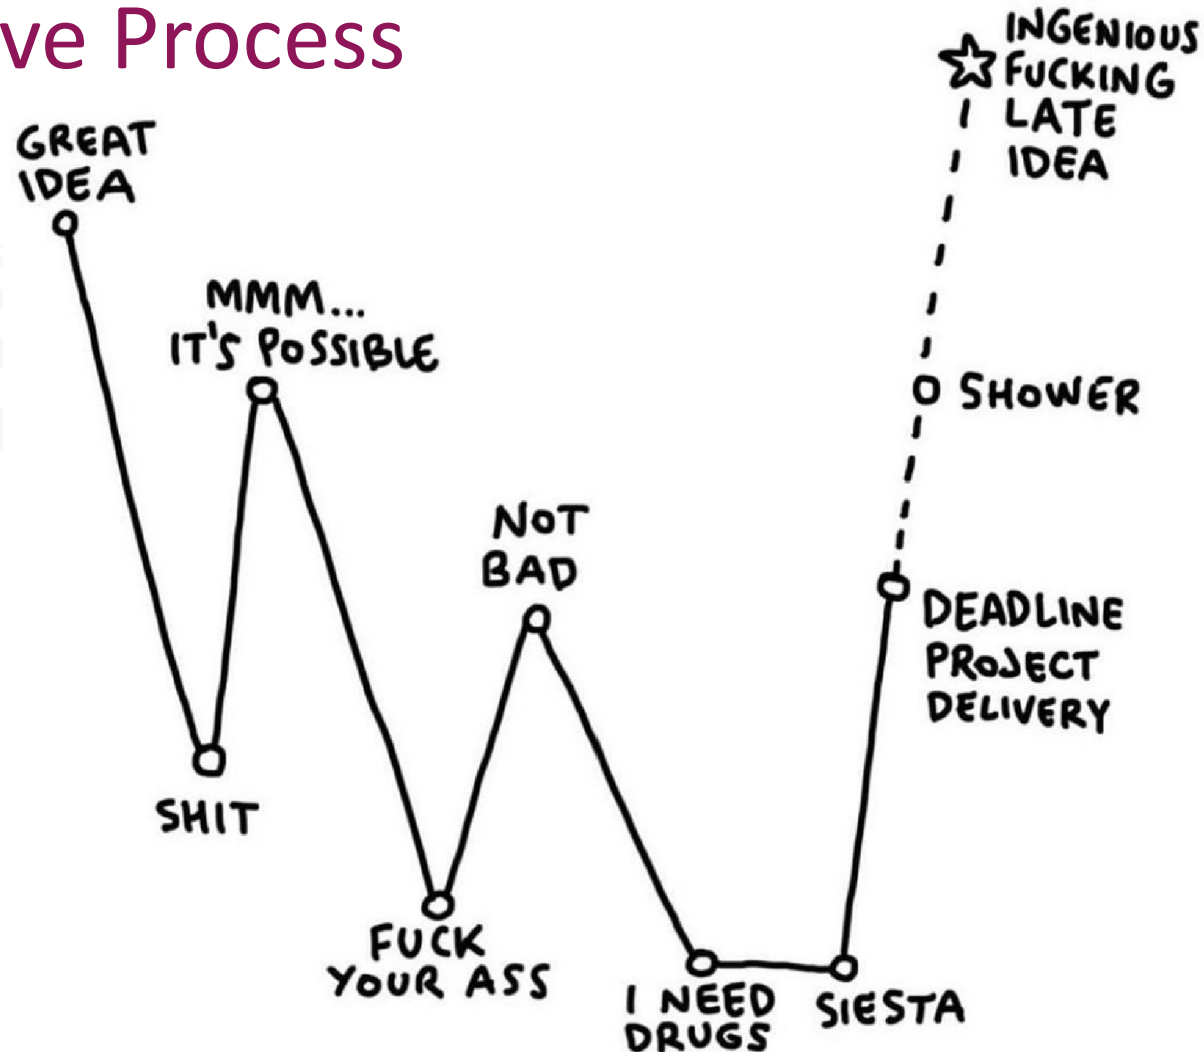 ve Process
GREAT
IDEA
SHIT
MMM...
IT'S POSSIBLE
FUCK
YOUR ASS
NOT
BAD
I NEED
DRUGS
SIESTA
DEADLINE
PROJECT
DELIVERY
SHOWER
INGENIOUS
FUCKING
LATE
IDEA